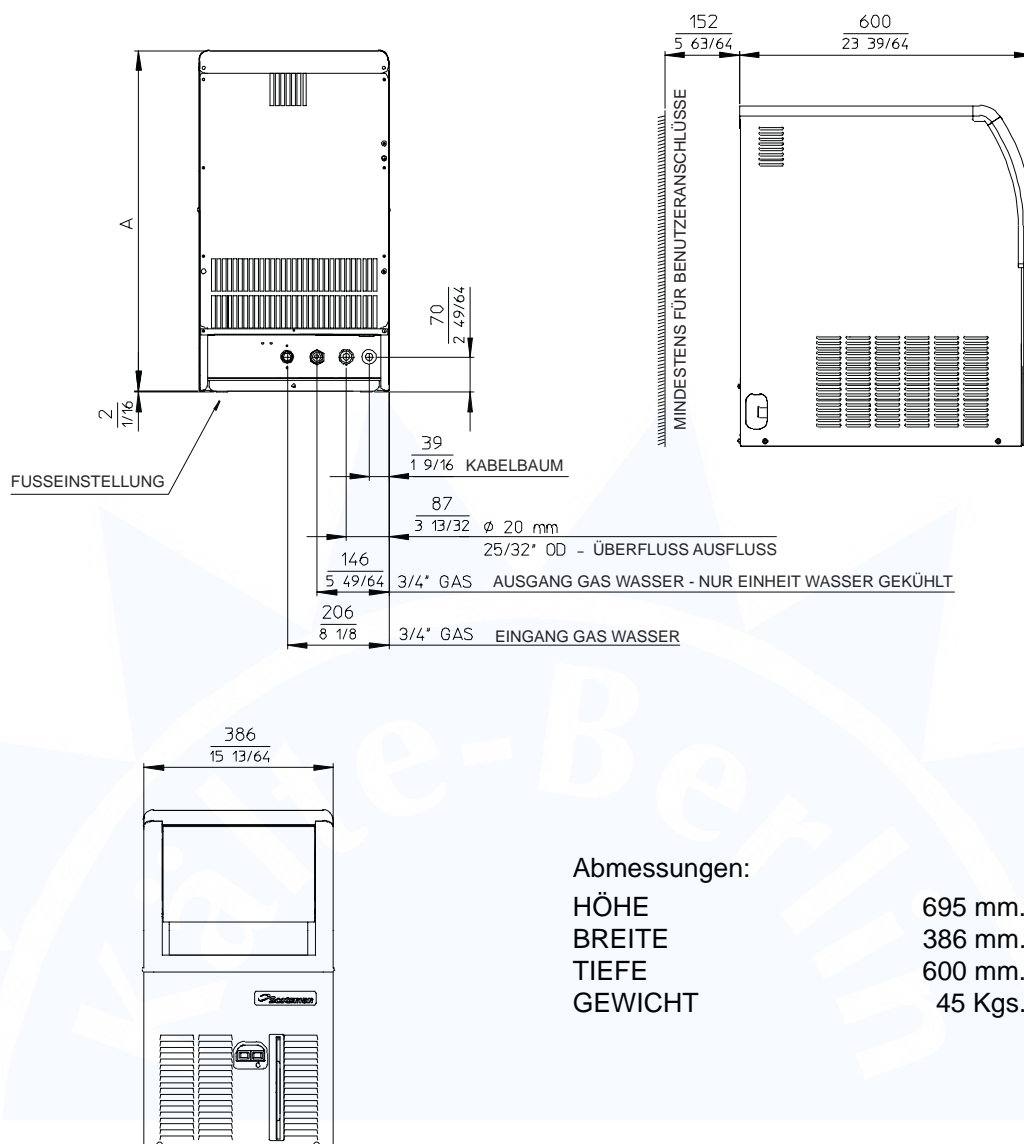 152
5 63/64
600
23 39/64
MINDESTENS FÜR BENUTZERANSCHLÜSSE
A
70
2 49/64
2
1/16
FUSSEINSTELLUNG
39
1 9/16 KABELBAUM
87
3 13/32 Ø 20 mm
25/32" OD - ÜBERFLUSS AUSFLUSS
146
5 49/64 3/4" GAS AUSGANG GAS WASSER - NUR EINHEIT WASSER GEKÜHLT
206
8 1/8 3/4" GAS EINGANG GAS WASSER
386
15 13/64
Scotsman
Abmessungen:
HÖHE 695 mm.
BREITE 386 mm.
TIEFE 600 mm.
GEWICHT 45 Kgs.
Kälte-Berlin